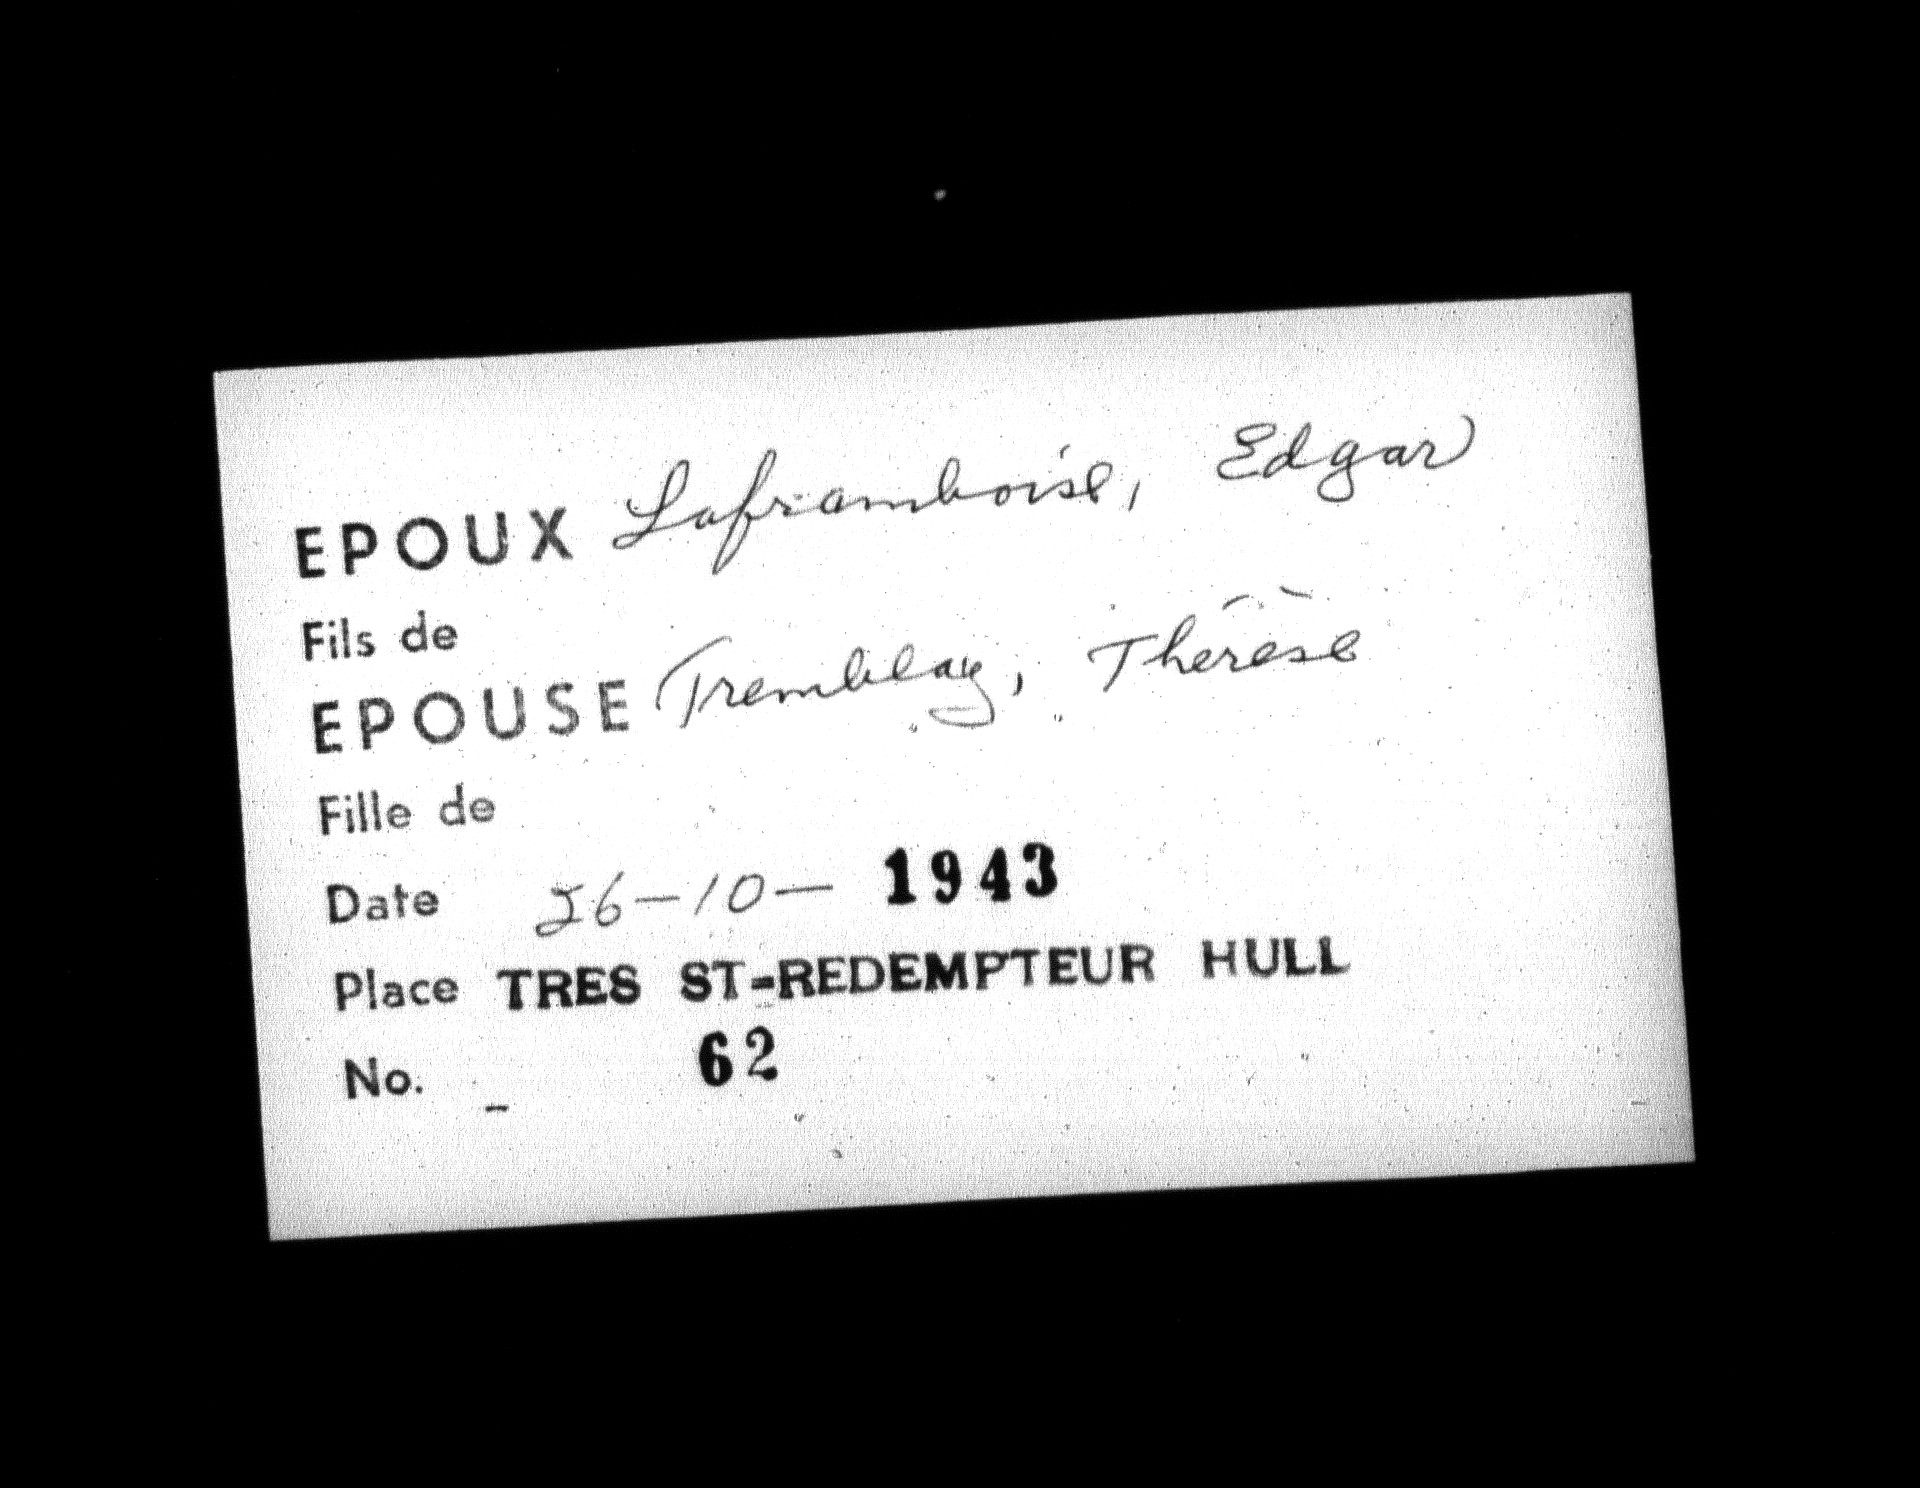 EPOUX Laframboise, Edgar
Fils de
EPOUSE Tremblay, Thérèse
Fille de
Date 26-10- 1943
Place TRES ST-REDEMPTEUR HULL
No. 62